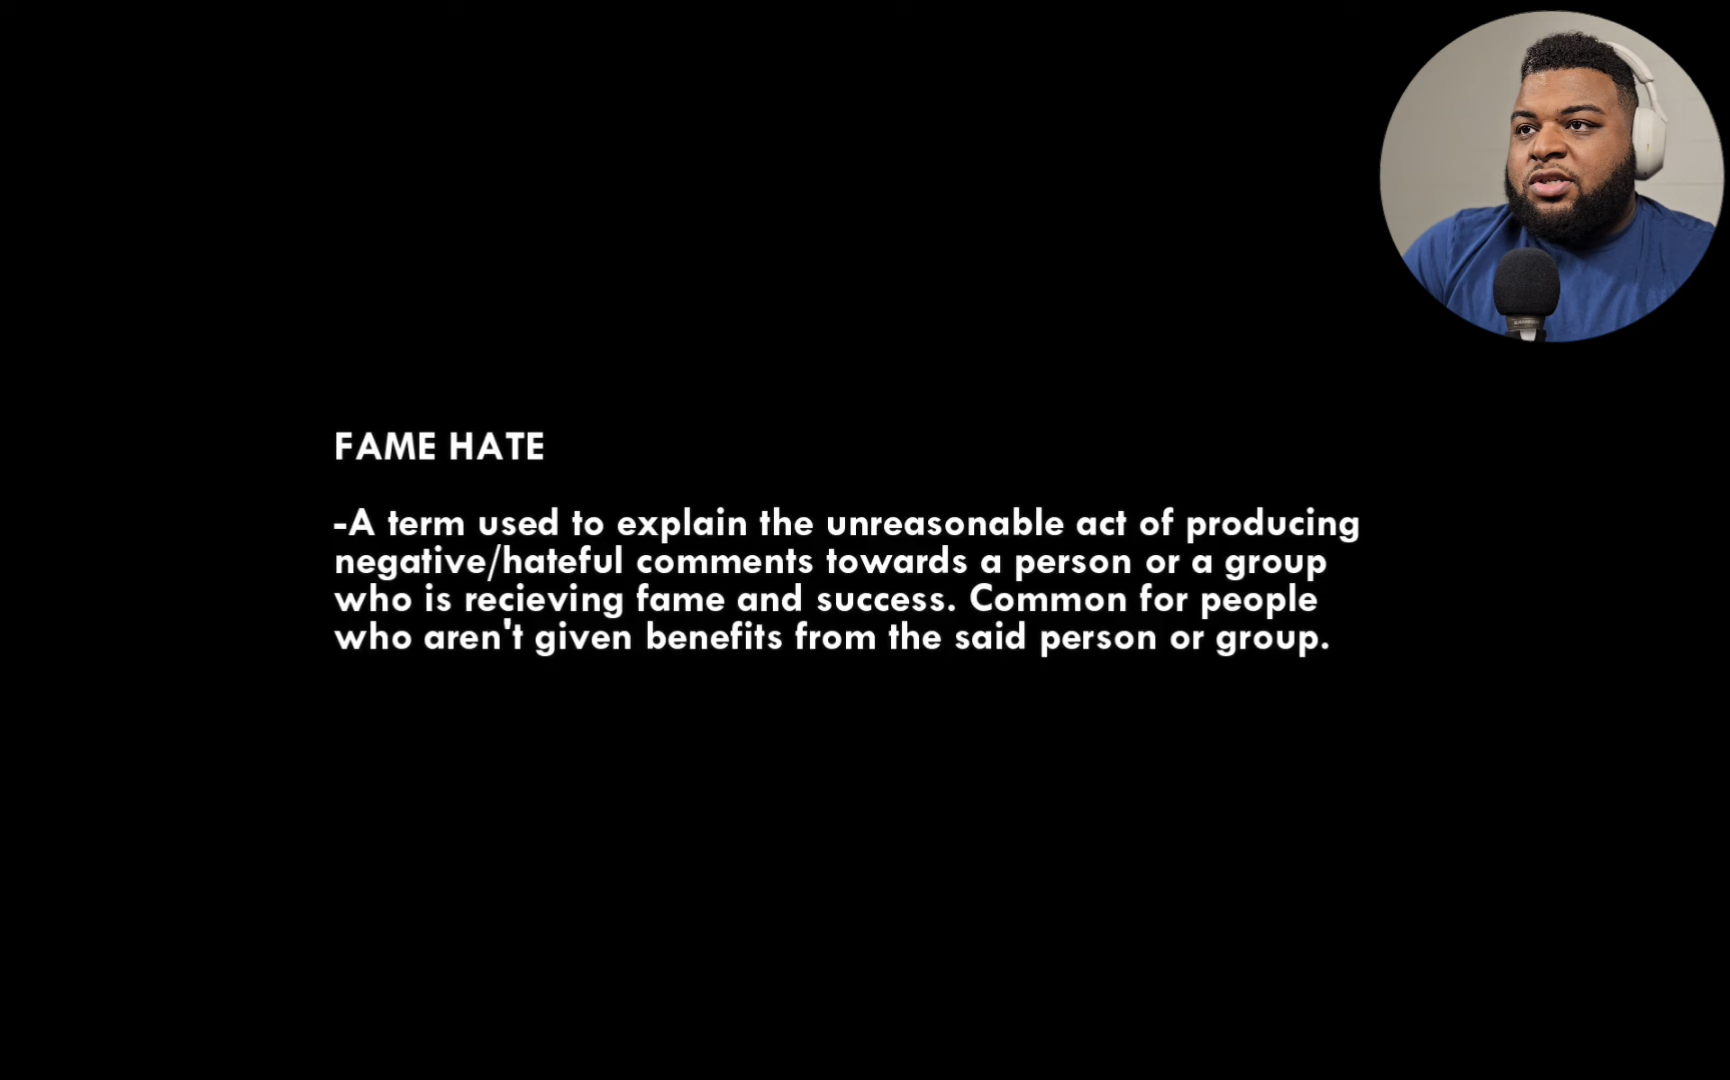 FAME HATE
-A term used to explain the unreasonable act of producing
negative/hateful comments towards a person or a group
who is recieving fame and success. Common for people
who aren't given benefits from the said person or group.